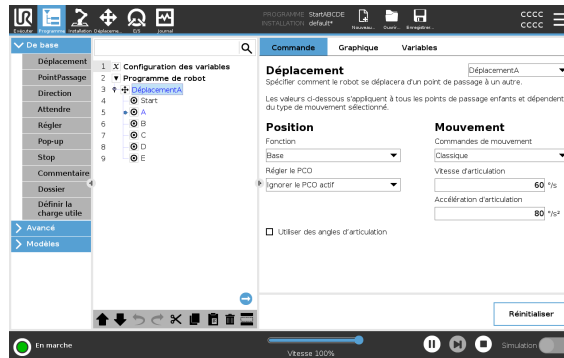 UR
Exécuter
Programme
Installation
Déplaceme...
E/S
Journal
PROGRAMME StartABCDE
INSTALLATION default*
Nouveau...
Ouvrir...
Enregistrer...
CCCC
CCCC
De base
Déplacement
PointPassage
Direction
Attendre
Régler
Pop-up
Stop
Commentaire
Dossier
Définir la
charge utile
Avancé
Modèles
1 X Configuration des variables
2 Programme de robot
3 DéplacementA
4 Start
5 A
6 B
7 C
8 D
9 E
Commande
Graphique
Variables
Déplacement
DéplacementA
Spécifier comment le robot se déplacera d'un point de passage à un autre.
Les valeurs ci-dessous s'appliquent à tous les points de passage enfants et dépendent
du type de mouvement sélectionné.
Position
Fonction
Base
Régler le PCO
Ignorer le PCO actif
Utiliser des angles d'articulation
Mouvement
Commandes de mouvement
Classique
Vitesse d'articulation
60 °/s
Accélération d'articulation
80 °/s²
Réinitialiser
En marche
Vitesse 100%
Simulation